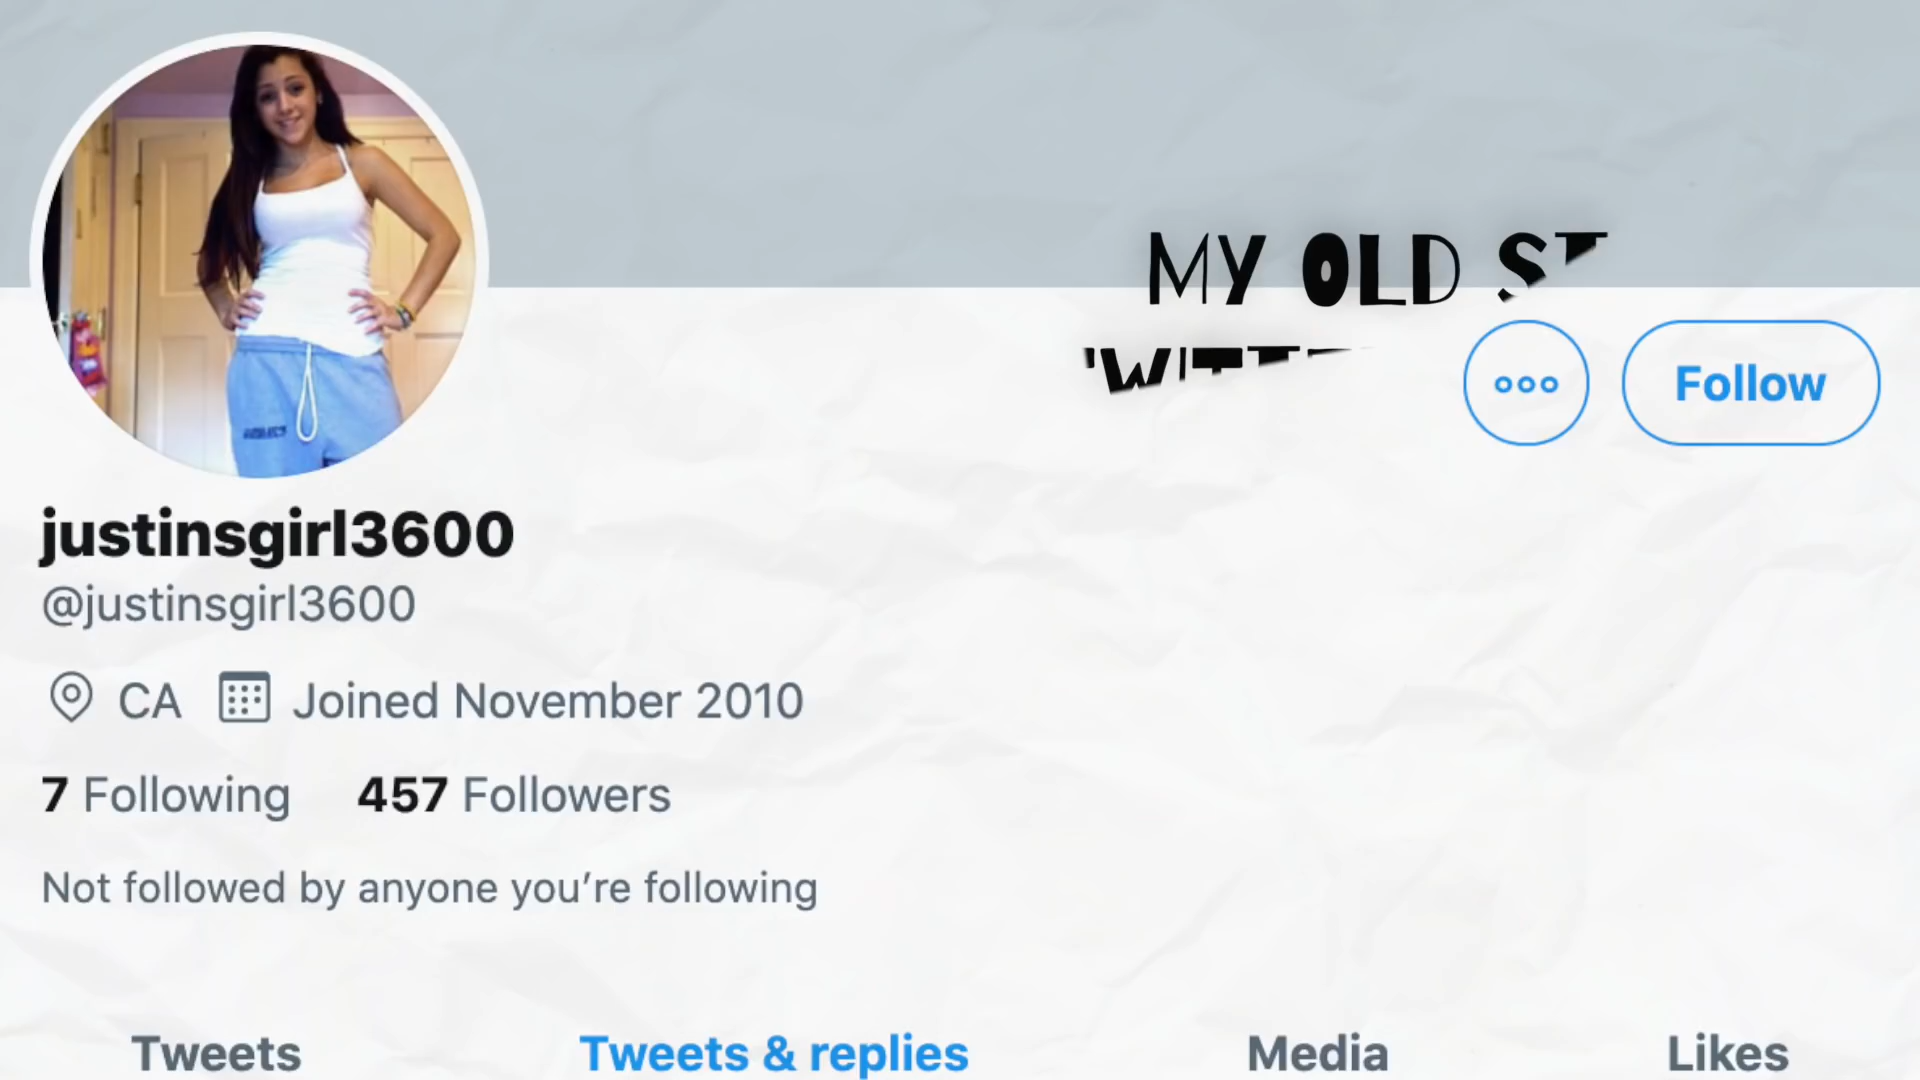 MY OLD
justinsgirl3600
@justinsgirl3600
CA Joined November 2010
7 Following 457 Followers
Not followed by anyone you’re following
Follow
Tweets Tweets & replies Media Likes